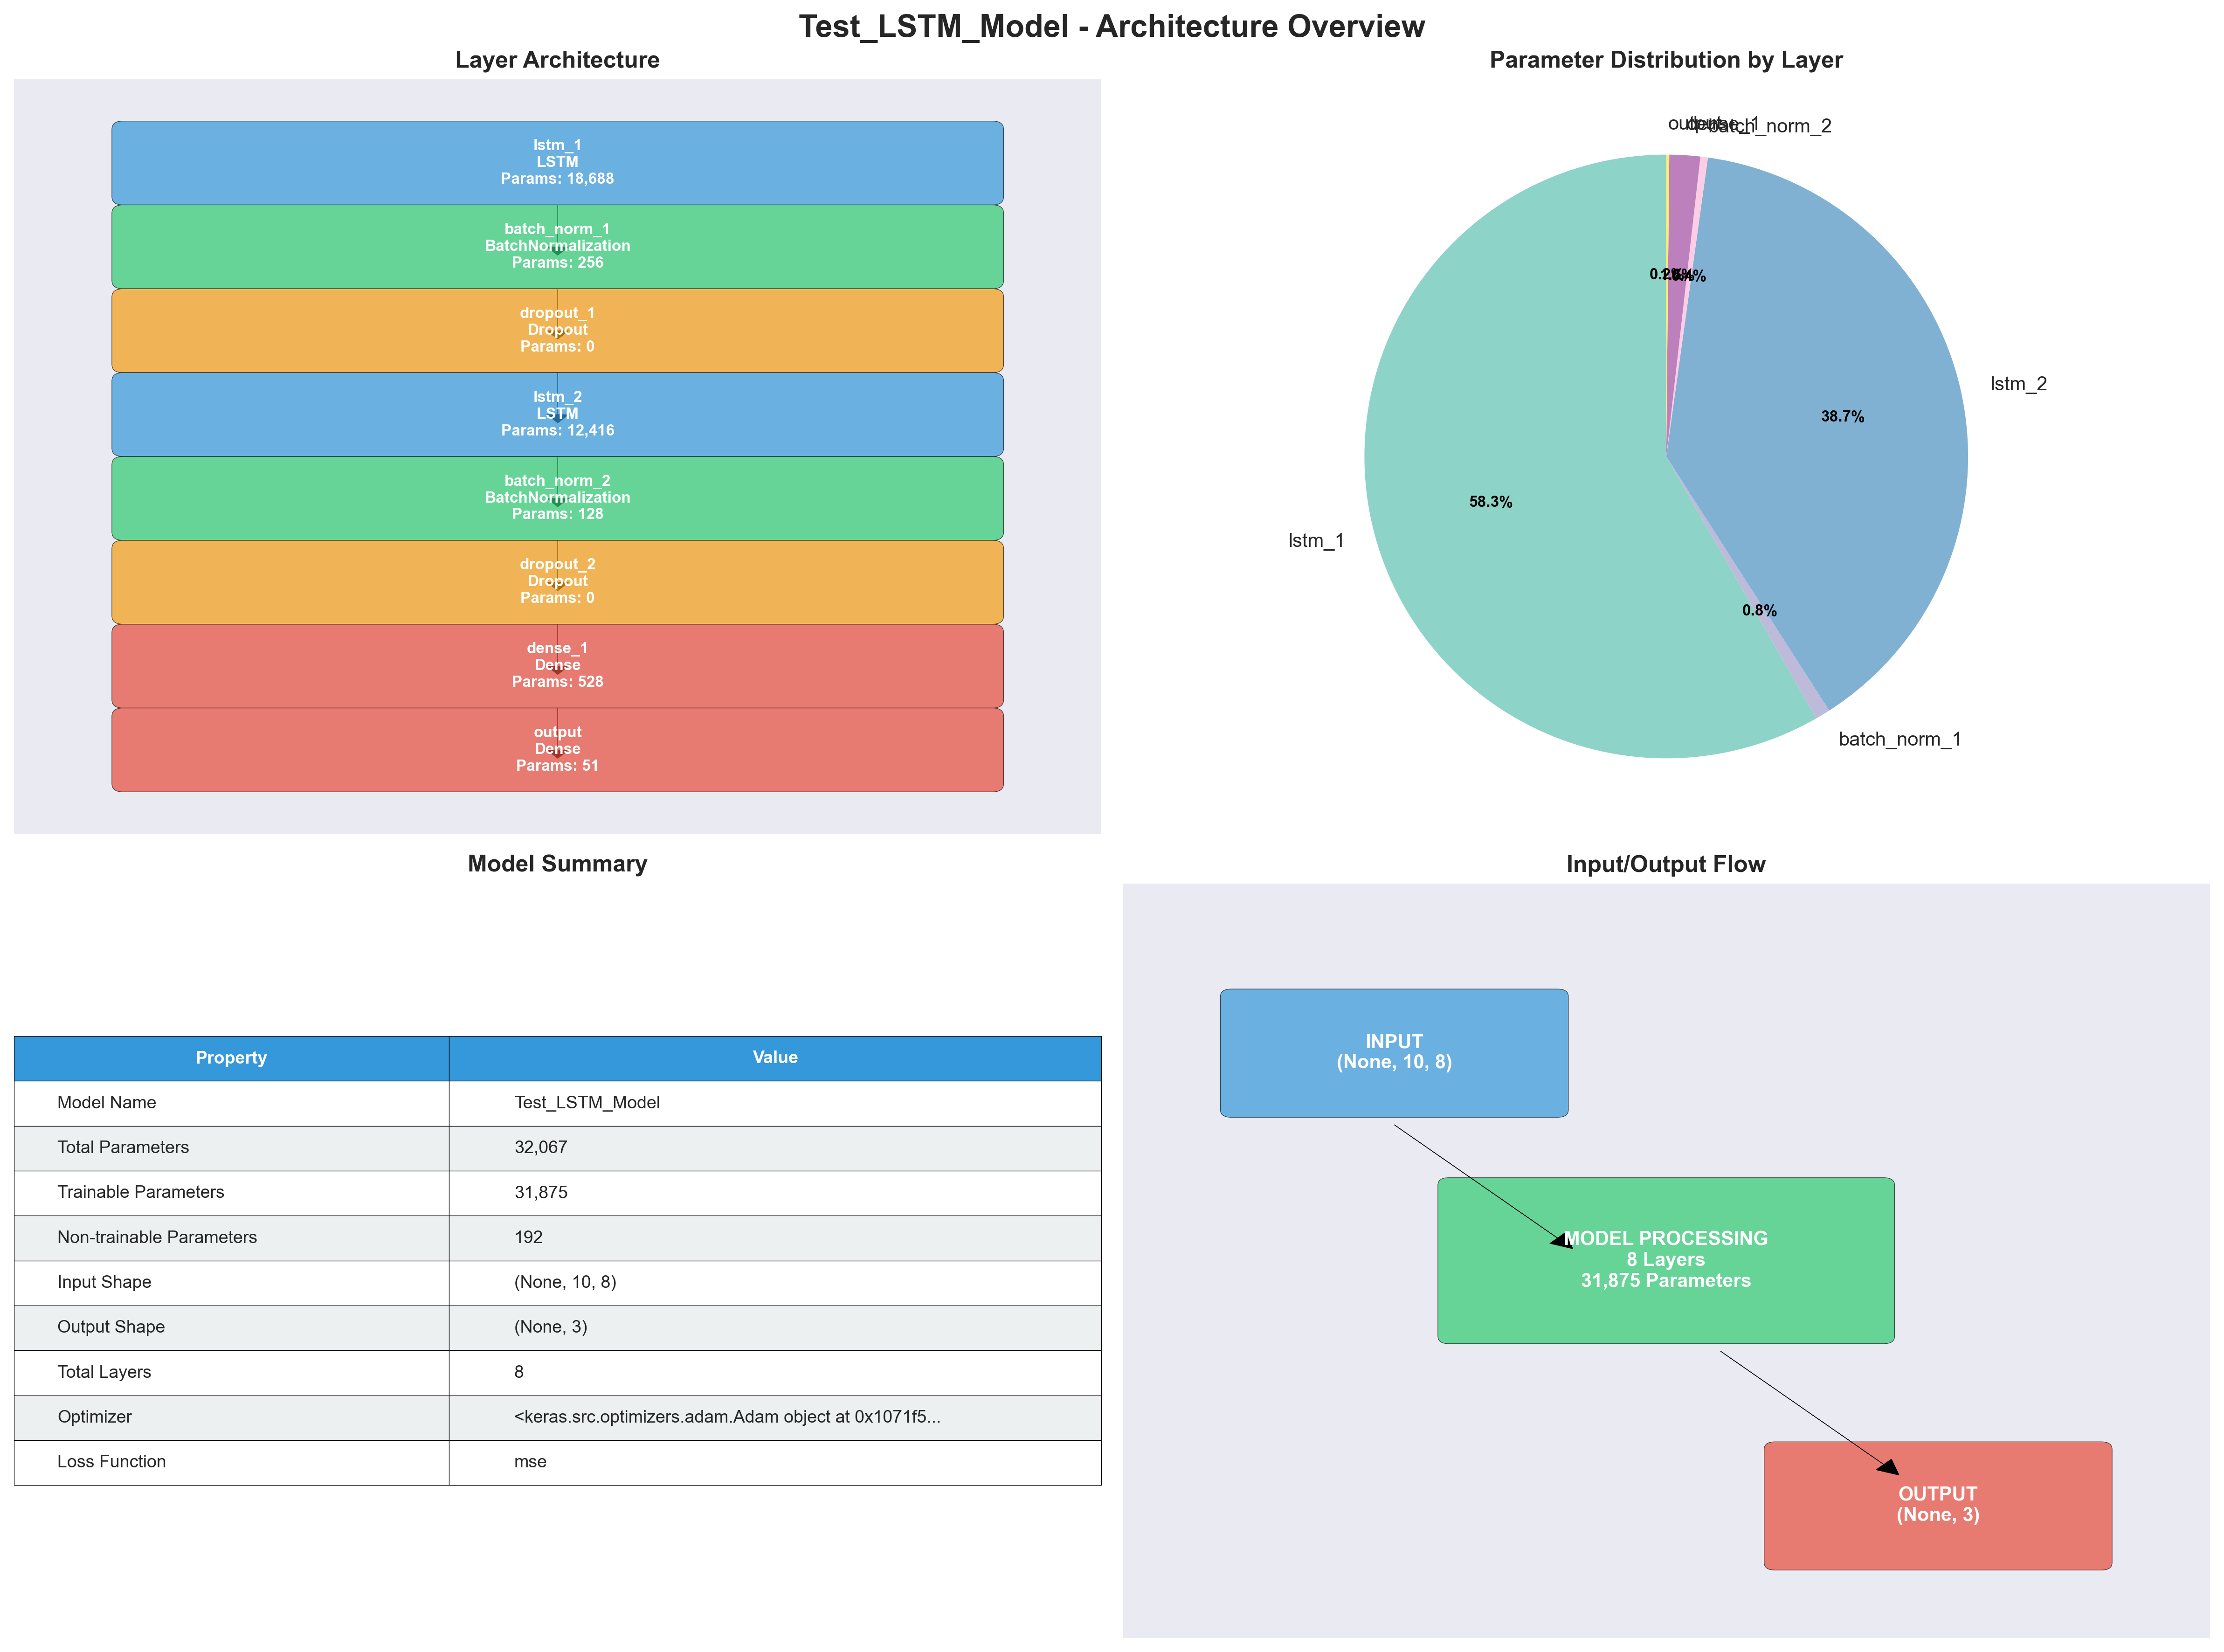 Test_LSTM_Model - Architecture Overview
Layer Architecture
lstm_1
LSTM
Params: 18,688
batch_norm_1
BatchNormalization
Params: 256
dropout_1
Dropout
Params: 0
lstm_2
LSTM
Params: 12,416
batch_norm_2
BatchNormalization
Params: 128
dropout_2
Dropout
Params: 0
dense_1
Dense
Params: 528
output
Dense
Params: 51
Parameter Distribution by Layer
output
dense_1
batch_norm_2
0.2%
1.6%
0.4%
lstm_2
38.7%
58.3%
lstm_1
0.8%
batch_norm_1
Model Summary
Property Value
Model Name Test_LSTM_Model
Total Parameters 32,067
Trainable Parameters 31,875
Non-trainable Parameters 192
Input Shape (None, 10, 8)
Output Shape (None, 3)
Total Layers 8
Optimizer <keras.src.optimizers.adam.Adam object at 0x1071f5...
Loss Function mse
Input/Output Flow
INPUT
(None, 10, 8)
MODEL PROCESSING
8 Layers
31,875 Parameters
OUTPUT
(None, 3)